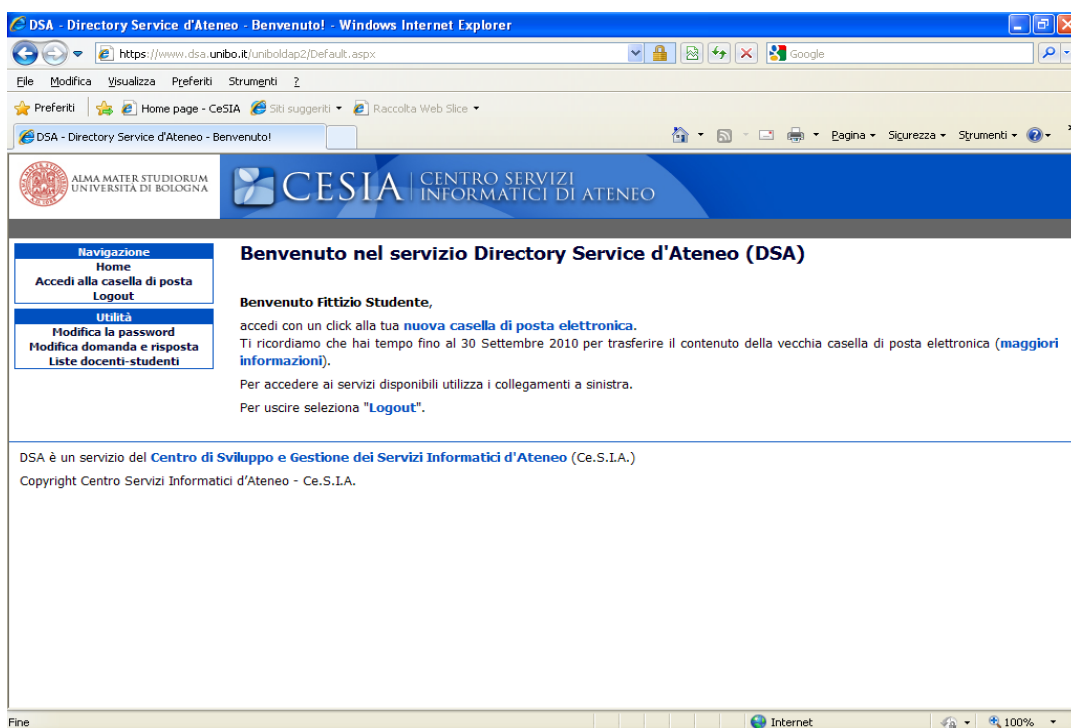 DSA - Directory Service d'Ateneo - Benvenuto! - Windows Internet Explorer
https://www.dsa.unibo.it/uniboldap2/Default.aspx
Google
File Modifica Visualizza Preferiti Strumenti ?
Preferiti Home page - CeSIA Siti suggeriti Raccolta Web Slice
DSA - Directory Service d'Ateneo - Benvenuto!
Pagina Sicurezza Strumenti
ALMA MATER STUDIORUM
UNIVERSITÀ DI BOLOGNA
CESIA
CENTRO SERVIZI
INFORMATICI DI ATENEO
Navigazione
Home
Accedi alla casella di posta
Logout
Utilità
Modifica la password
Modifica domanda e risposta
Liste docenti-studenti
Benvenuto nel servizio Directory Service d'Ateneo (DSA)
Benvenuto Fittizio Studente,
accedi con un click alla tua nuova casella di posta elettronica.
Ti ricordiamo che hai tempo fino al 30 Settembre 2010 per trasferire il contenuto della vecchia casella di posta elettronica (maggiori
informazioni).
Per accedere ai servizi disponibili utilizza i collegamenti a sinistra.
Per uscire seleziona "Logout".
DSA è un servizio del Centro di Sviluppo e Gestione dei Servizi Informatici d'Ateneo (Ce.S.I.A.)
Copyright Centro Servizi Informatici d'Ateneo - Ce.S.I.A.
Fine Internet 100%